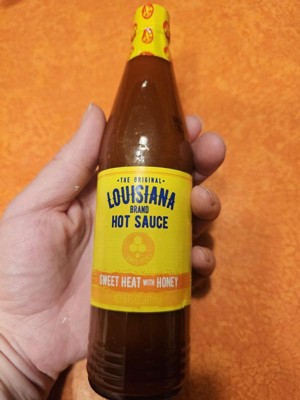 •THE ORIGINAL•
LOUISIANA
BRAND
HOT SAUCE
SWEET HEAT WITH HONEY